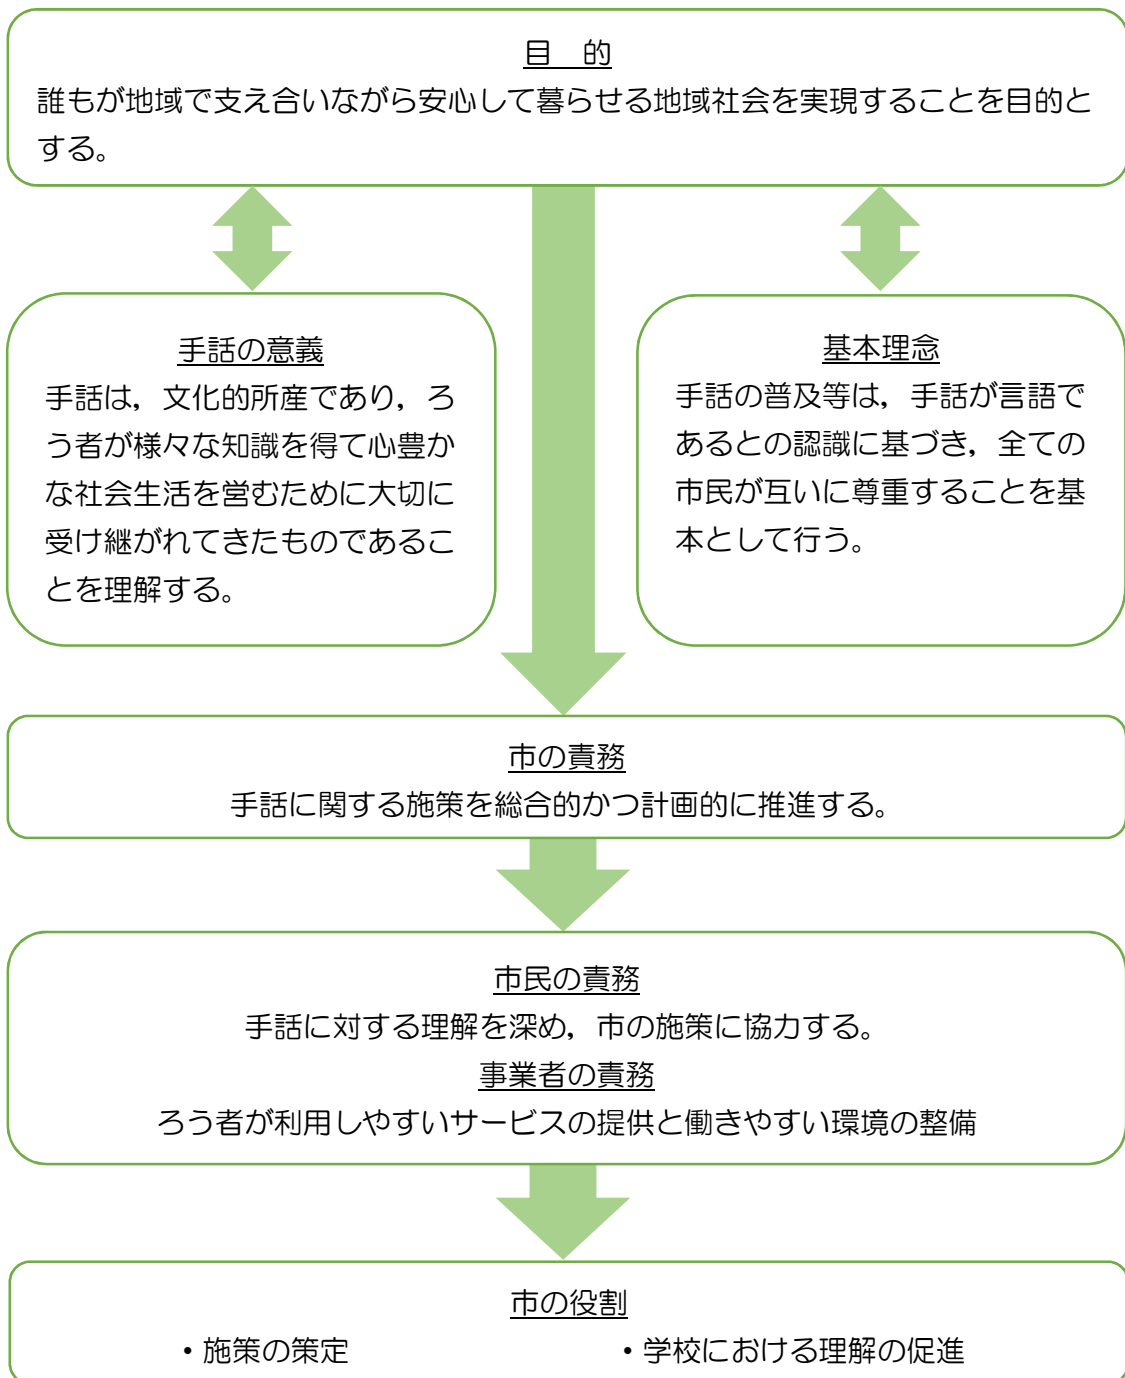 目　的
誰もが地域で支え合いながら安心して暮らせる地域社会を実現することを目的と
する。
手話の意義
手話は，文化的所産であり，ろ
う者が様々な知識を得て心豊か
な社会生活を営むために大切に
受け継がれてきたものであるこ
とを理解する。
基本理念
手話の普及等は，手話が言語で
あるとの認識に基づき，全ての
市民が互いに尊重することを基
本として行う。
市の責務
手話に関する施策を総合的かつ計画的に推進する。
市民の責務
手話に対する理解を深め，市の施策に協力する。
事業者の責務
ろう者が利用しやすいサービスの提供と働きやすい環境の整備
市の役割
・施策の策定　　・学校における理解の促進